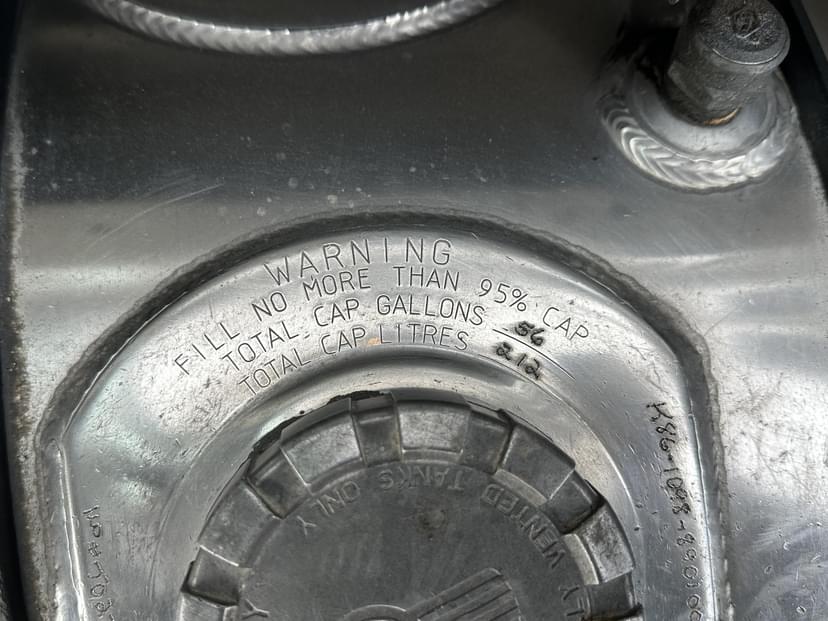 WARNING
FILL NO MORE THAN 95% CAP
TOTAL CAP GALLONS 56
TOTAL CAP LITRES 212
VENTED TANKS ONLY